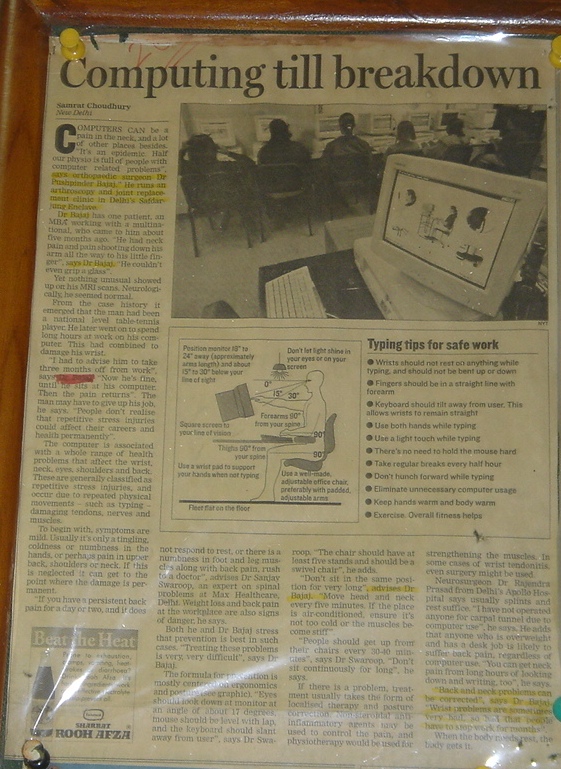 Computing till breakdown
Samrat Choudhury
New Delhi
COMPUTERS CAN be a
pain in the neck, and a lot
of other places besides.
"It's an epidemic. Half
our physio is full of people with
computer related problems",
says orthopaedic surgeon Dr
Pushpinder Bajaj. He runs an
arthroscopy and joint replace-
ment clinic in Delhi's Safdar-
jung Enclave.
Dr Bajaj has one patient, an
MBA working with a multina-
tional, who came to him about
five months ago. "He had neck
pain and pain shooting down his
arm all the way to his little fin-
ger", says Dr Bajaj. "He couldn't
even grip a glass".
Yet nothing unusual showed
up on his MRI scans. Neurologi-
cally, he seemed normal.
From the case history it
emerged that the man had been
a national level table-tennis
player. He later went on to spend
long hours at work on his com-
puter. This had combined to
damage his wrist.
"I had to advise him to take
three months off from work",
says
"Now he's fine,
until he sits at his computer.
Then the pain returns". The
man may have to give up his job,
he says. "People don't realise
that repetitive stress injuries
could affect their careers and
health permanently".
The computer is associated
with a whole range of health
problems that affect the wrist,
neck, eyes, shoulders and back.
These are generally classified as
repetitive stress injuries, and
occur due to repeated physical
movements - such as typing -
damaging tendons, nerves and
muscles.
To begin with, symptoms are
mild. Usually it's only a tingling,
coldness or numbness in the
hands, or perhaps pain in upper
back, shoulders or neck. If this
is neglected it can get to the
point where the damage is per-
manent.
"If you have a persistent back
pain for a day or two, and it does
NYT
Position monitor 18" to
24" away (approximately
arms length) and about
15° to 30° below your
line of sight
Don't let light shine in
your eyes or on your
screen
0°
15°
30°
Forearms 90°
from your spine
Square screen to
your line of vision
90°
Thighs 90° from
your spine
90°
Use a wrist pad to support
your hands when not typing
Use a well-made,
adjustable office chair,
preferably with padded,
adjustable arms
90°
Fleet flat on the floor
Typing tips for safe work
● Wrists should not rest on anything while
typing, and should not be bent up or down
● Fingers should be in a straight line with
forearm
● Keyboard should tilt away from user. This
allows wrists to remain straight
● Use both hands while typing
● Use a light touch while typing
● There's no need to hold the mouse hard
● Take regular breaks every half hour
● Don't hunch forward while typing
● Eliminate unnecessary computer usage
● Keep hands warm and body warm
● Exercise. Overall fitness helps
not respond to rest, or there is a
numbness in foot and leg mus-
cles along with back pain, rush
to a doctor", advises Dr Sanjay
Swaroop, an expert on spinal
problems at Max Healthcare,
Delhi. Weight loss and back pain
at the workplace are also signs
of danger, he says.
Both he and Dr Bajaj stress
that prevention is best in such
cases. "Treating these problems
is very, very difficult", says Dr
Bajaj.
The formula for prevention is
mostly centred on ergonomics
and posture
"Eyes
should look down at monitor at
an angle of about 17 degrees,
mouse should be level with lap,
and the keyboard should slant
away from user", says Dr Swa-
roop. "The chair should have at
least five stands and should be a
swivel chair", he adds.
"Don't sit in the same posi-
tion for very long", advises Dr
Bajaj. "Move head and neck
every five minutes. If the place
is air-conditioned, ensure it's
not too cold or the muscles be-
come stiff"
"People should get up from
their chairs every 30-40 min-
utes", says Dr Swaroop. "Don't
sit continuously for long", he
says.
If there is a problem, treat-
ment usually takes the form of
localised therapy and posture
correction. Non-steroidal anti-
inflammatory agents may be
used to control the pain, and
physiotherapy would be used for
strengthening the muscles. In
some cases of wrist tendonitis,
even surgery might be used.
Neurosurgeon Dr Rajendra
Prasad from Delhi's Apollo Hos-
pital says usually splints and
rest suffice. "I have not operated
anyone for carpal tunnel due to
computer use", he says. He adds
that anyone who is overweight
and has a desk job is likely to
suffer back pain, regardless of
computer use. "You can get neck
pain from long hours of looking
down and writing, too", he says.
"Back and neck problems can
be corrected", says Dr Bajaj.
"Wrist problems are sometimes
very bad, so bad that people have
to stop work for months".
When the body needs rest, the
body gets it.
Beat the Heat
SHARBAT
ROOH AFZA